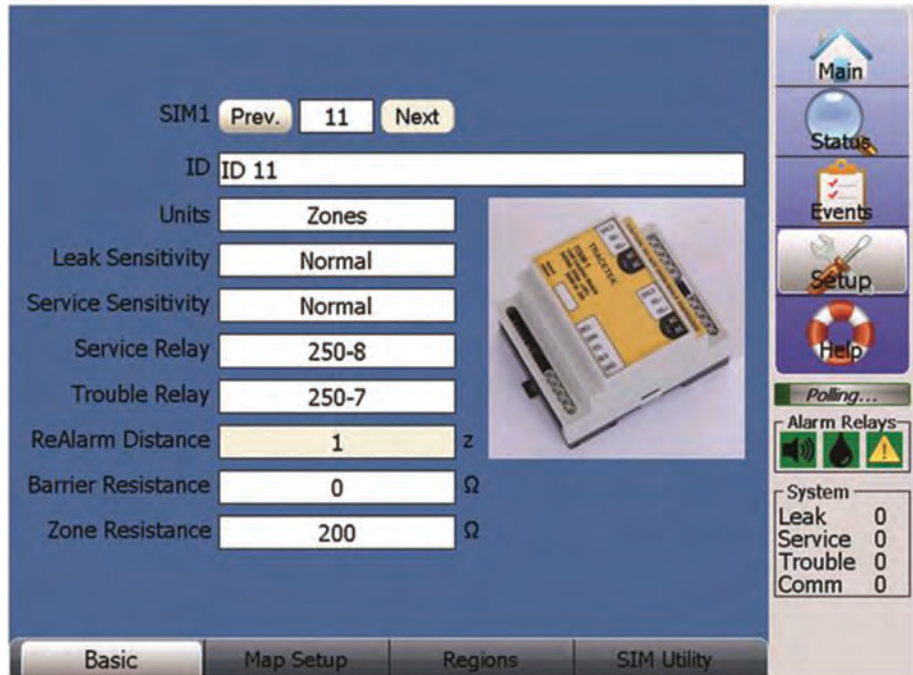 SIM1 Prev. 11 Next
ID ID 11
Units Zones
Leak Sensitivity Normal
Service Sensitivity Normal
Service Relay 250-8
Trouble Relay 250-7
ReAlarm Distance 1 z
Barrier Resistance 0 Ω
Zone Resistance 200 Ω
TRACETEK
Basic Map Setup Regions SIM Utility
Main
Status
Events
Setup
Help
Polling...
Alarm Relays
System
Leak 0
Service 0
Trouble 0
Comm 0